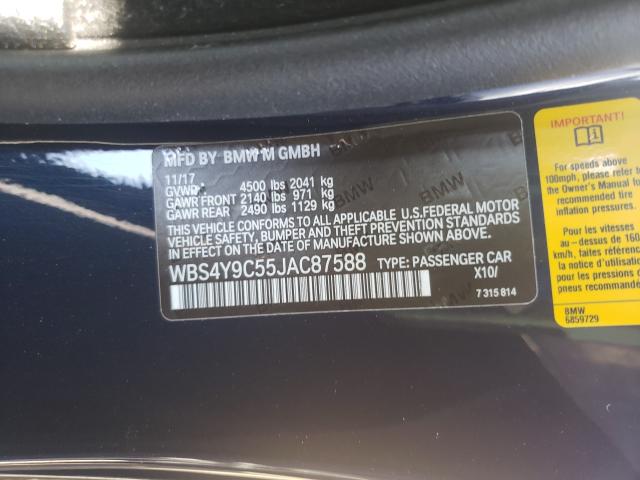 MFD BY BMW M GMBH
11/17
GVWR 4500 lbs 2041 kg
GAWR FRONT 2140 lbs 971 kg
GAWR REAR 2490 lbs 1129 kg
THIS VEHICLE CONFORMS TO ALL APPLICABLE U.S.FEDERAL MOTOR
VEHICLE SAFETY, BUMPER AND THEFT PREVENTION STANDARDS
IN EFFECT ON THE DATE OF MANUFACTURE SHOWN ABOVE.
WBS4Y9C55JAC87588 TYPE: PASSENGER CAR
X10/
7 315 814
IMPORTANT!
For speeds above
100mph, please refer to
the Owner's Manual for
recommended tire
inflation pressures.
Pour les vitesses
au-dessus de 160
km/h, veuillez
la notice d'utilisation
pour les pressions de
pneus recommandées.
BMW
6859729